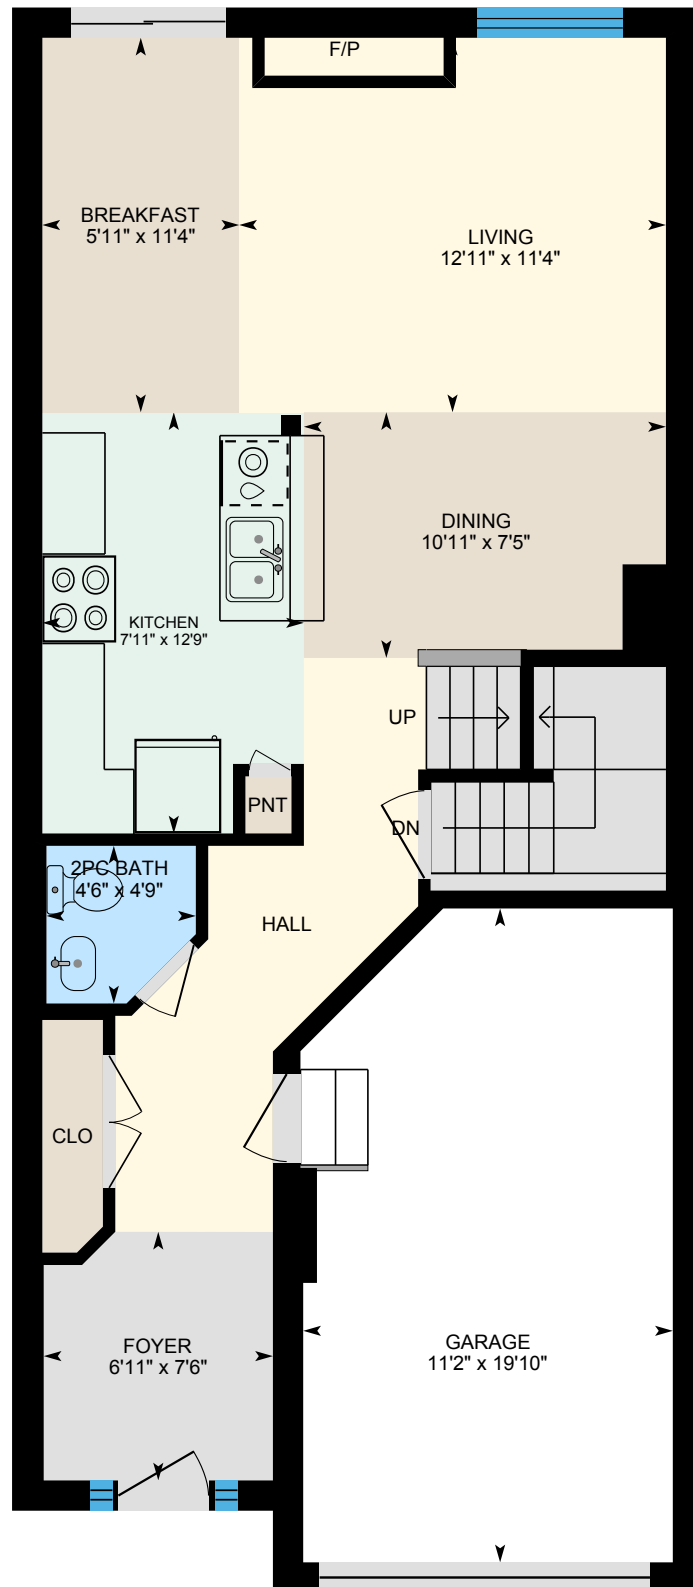 F/P
BREAKFAST
5'11" x 11'4"
LIVING
12'11" x 11'4"
DINING
10'11" x 7'5"
KITCHEN
7'11" x 12'9"
UP
PNT
DN
2PC BATH
4'6" x 4'9"
HALL
CLO
FOYER
6'11" x 7'6"
GARAGE
11'2" x 19'10"